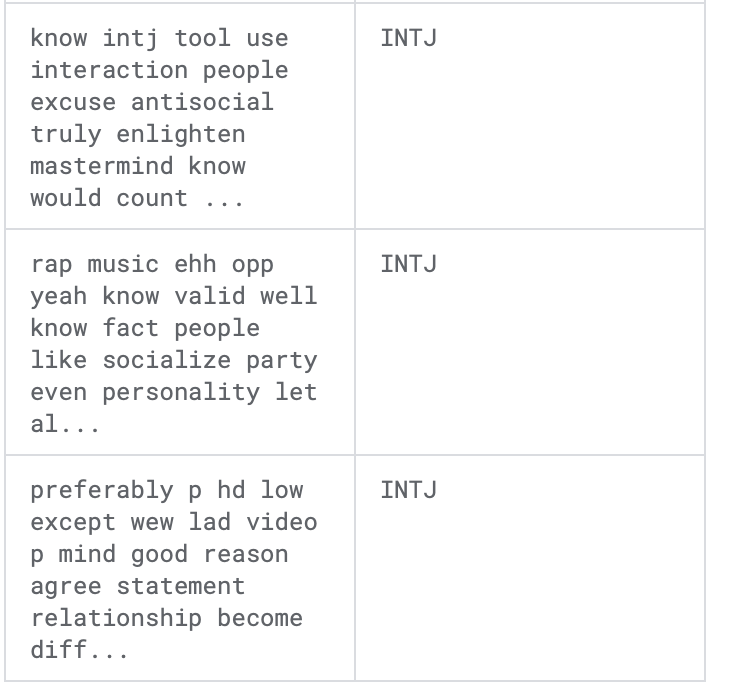 know intj tool use
interaction people
excuse antisocial
truly enlighten
mastermind know
would count ...
INTJ
rap music ehh opp
yeah know valid well
know fact people
like socialize party
even personality let
al...
INTJ
preferably p hd low
except wew lad video
p mind good reason
agree statement
relationship become
diff...
INTJ